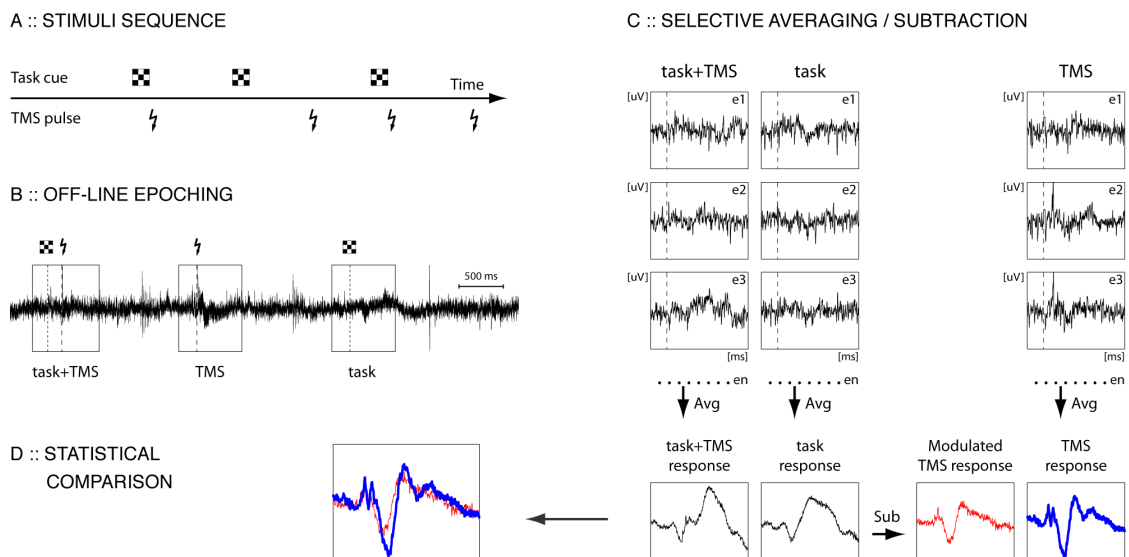 A :: STIMULI SEQUENCE
Task cue
Time
TMS pulse
B :: OFF-LINE EPOCHING
500 ms
task+TMS TMS task
C :: SELECTIVE AVERAGING / SUBTRACTION
task+TMS task TMS
[uV] e1 e1 [uV] e1
[uV] e2 e2 [uV] e2
[uV] e3 e3 [uV] e3
[ms] [ms]
........en ........en ........en
Avg Avg Avg
task+TMS response
task response
Modulated TMS response
TMS response
Sub
D :: STATISTICAL
COMPARISON